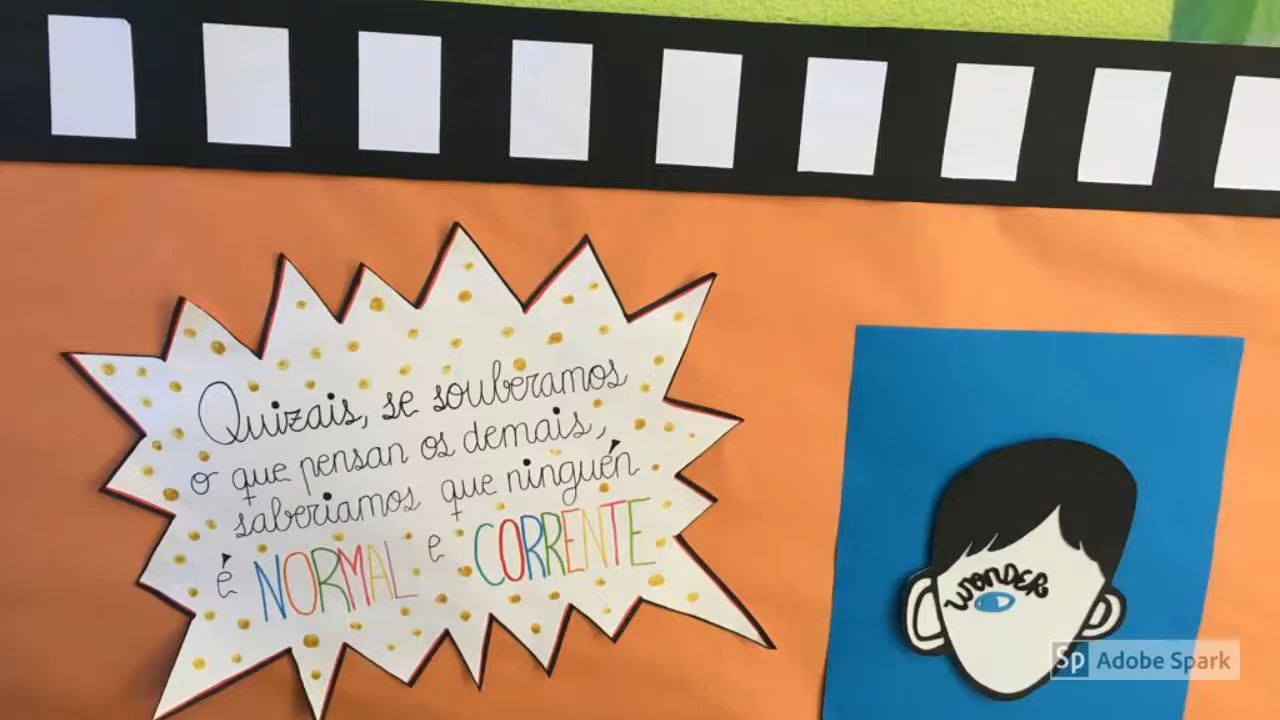 Quizais, se souberamos
o que pensan os demais,
saberiamos que ninguén
é NORMAL e CORRENTE
WONDER
Sp Adobe Spark